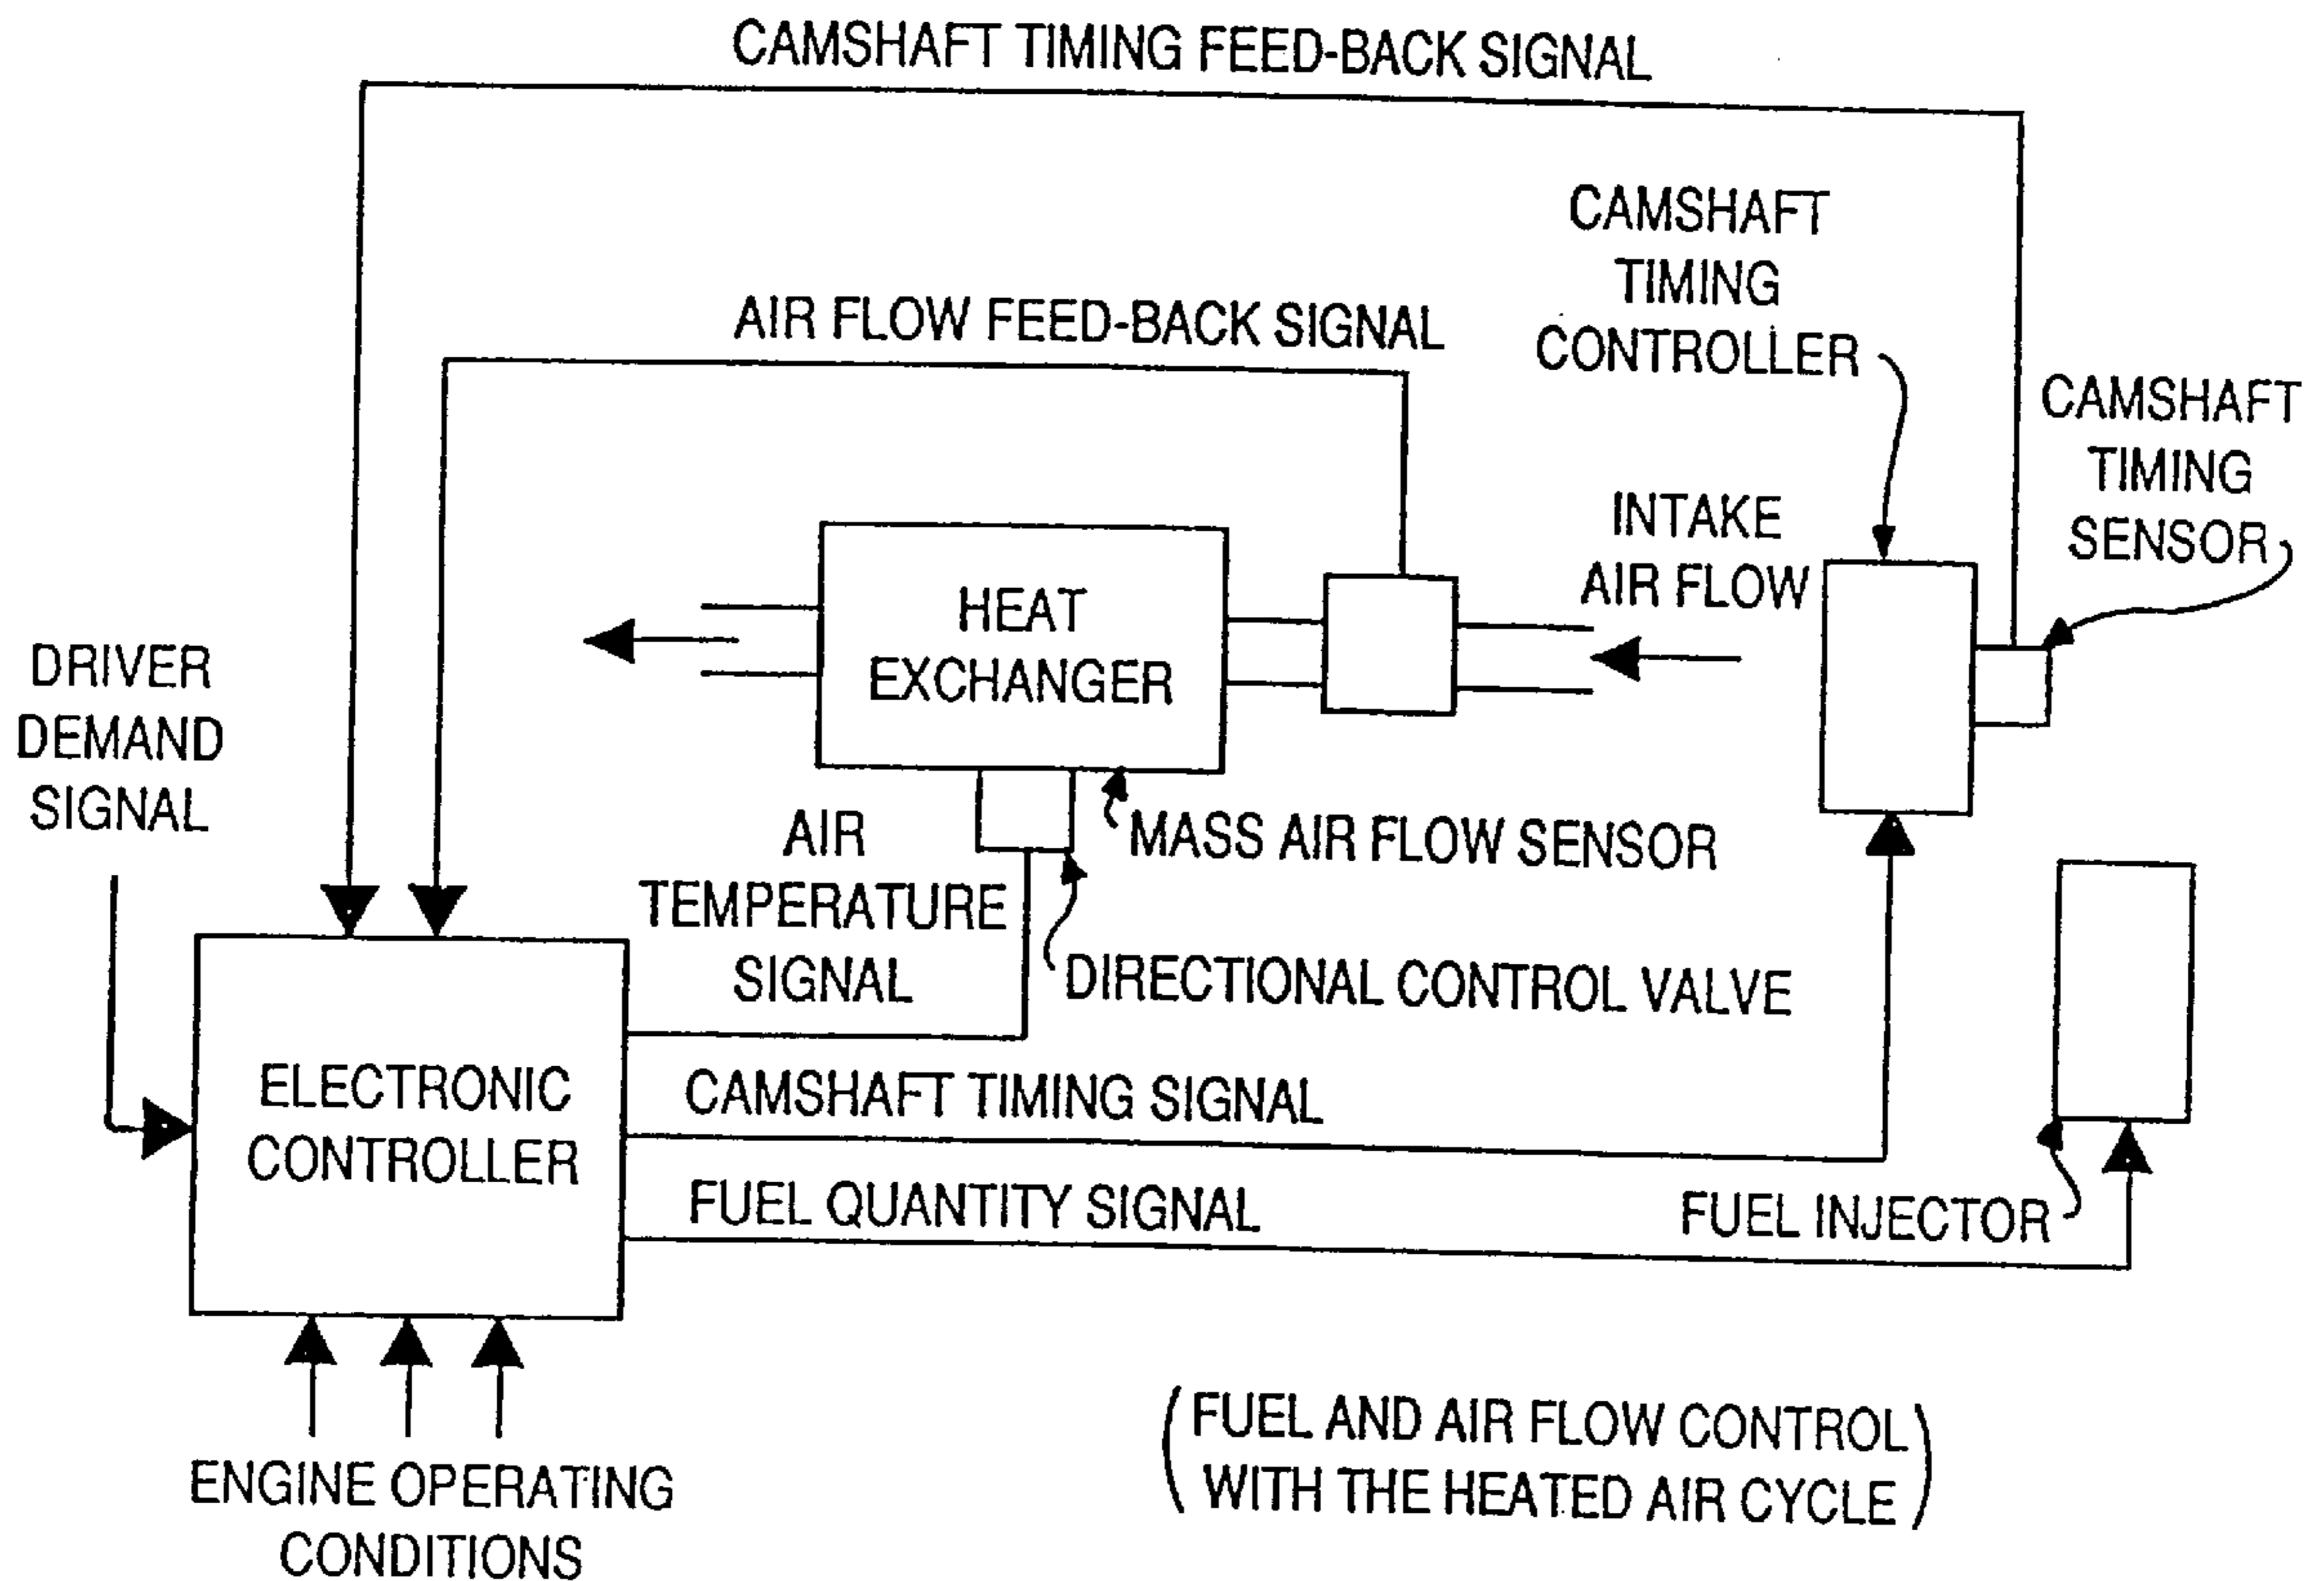 CAMSHAFT TIMING FEED-BACK SIGNAL
CAMSHAFT
TIMING
CONTROLLER
AIR FLOW FEED-BACK SIGNAL
CAMSHAFT
TIMING
SENSOR
INTAKE
AIR FLOW
HEAT
EXCHANGER
DRIVER
DEMAND
SIGNAL
MASS AIR FLOW SENSOR
AIR
TEMPERATURE
SIGNAL
DIRECTIONAL CONTROL VALVE
ELECTRONIC
CONTROLLER
CAMSHAFT TIMING SIGNAL
FUEL QUANTITY SIGNAL
FUEL INJECTOR
ENGINE OPERATING
CONDITIONS
(FUEL AND AIR FLOW CONTROL
WITH THE HEATED AIR CYCLE)